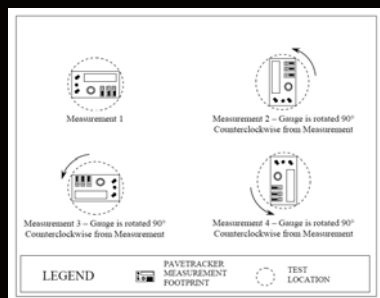 Measurement 1
Measurement 2 – Gauge is rotated 90°
Counterclockwise from Measurement
Measurement 3 – Gauge is rotated 90°
Counterclockwise from Measurement
Measurement 4 – Gauge is rotated 90°
Counterclockwise from Measurement
LEGEND
PAVETRACKER
MEASUREMENT
FOOTPRINT
TEST
LOCATION